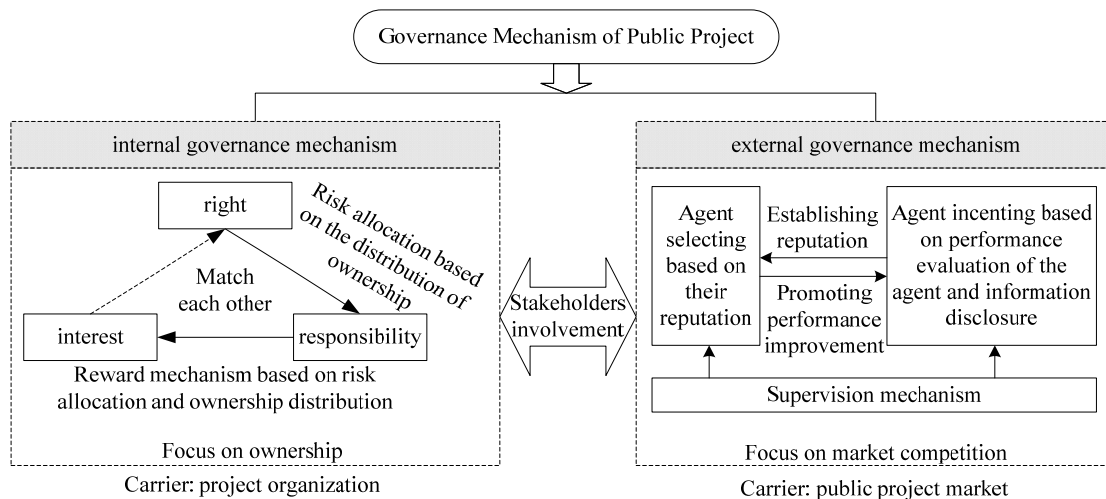 Governance Mechanism of Public Project
internal governance mechanism
right
Risk allocation based
on the distribution of
ownership
Match
each other
interest
responsibility
Reward mechanism based on risk
allocation and ownership distribution
Focus on ownership
Carrier: project organization
Stakeholders
involvement
external governance mechanism
Agent
selecting
based on
their
reputation
Establishing
reputation
Promoting
performance
improvement
Agent incenting based
on performance
evaluation of the
agent and information
disclosure
Supervision mechanism
Focus on market competition
Carrier: public project market